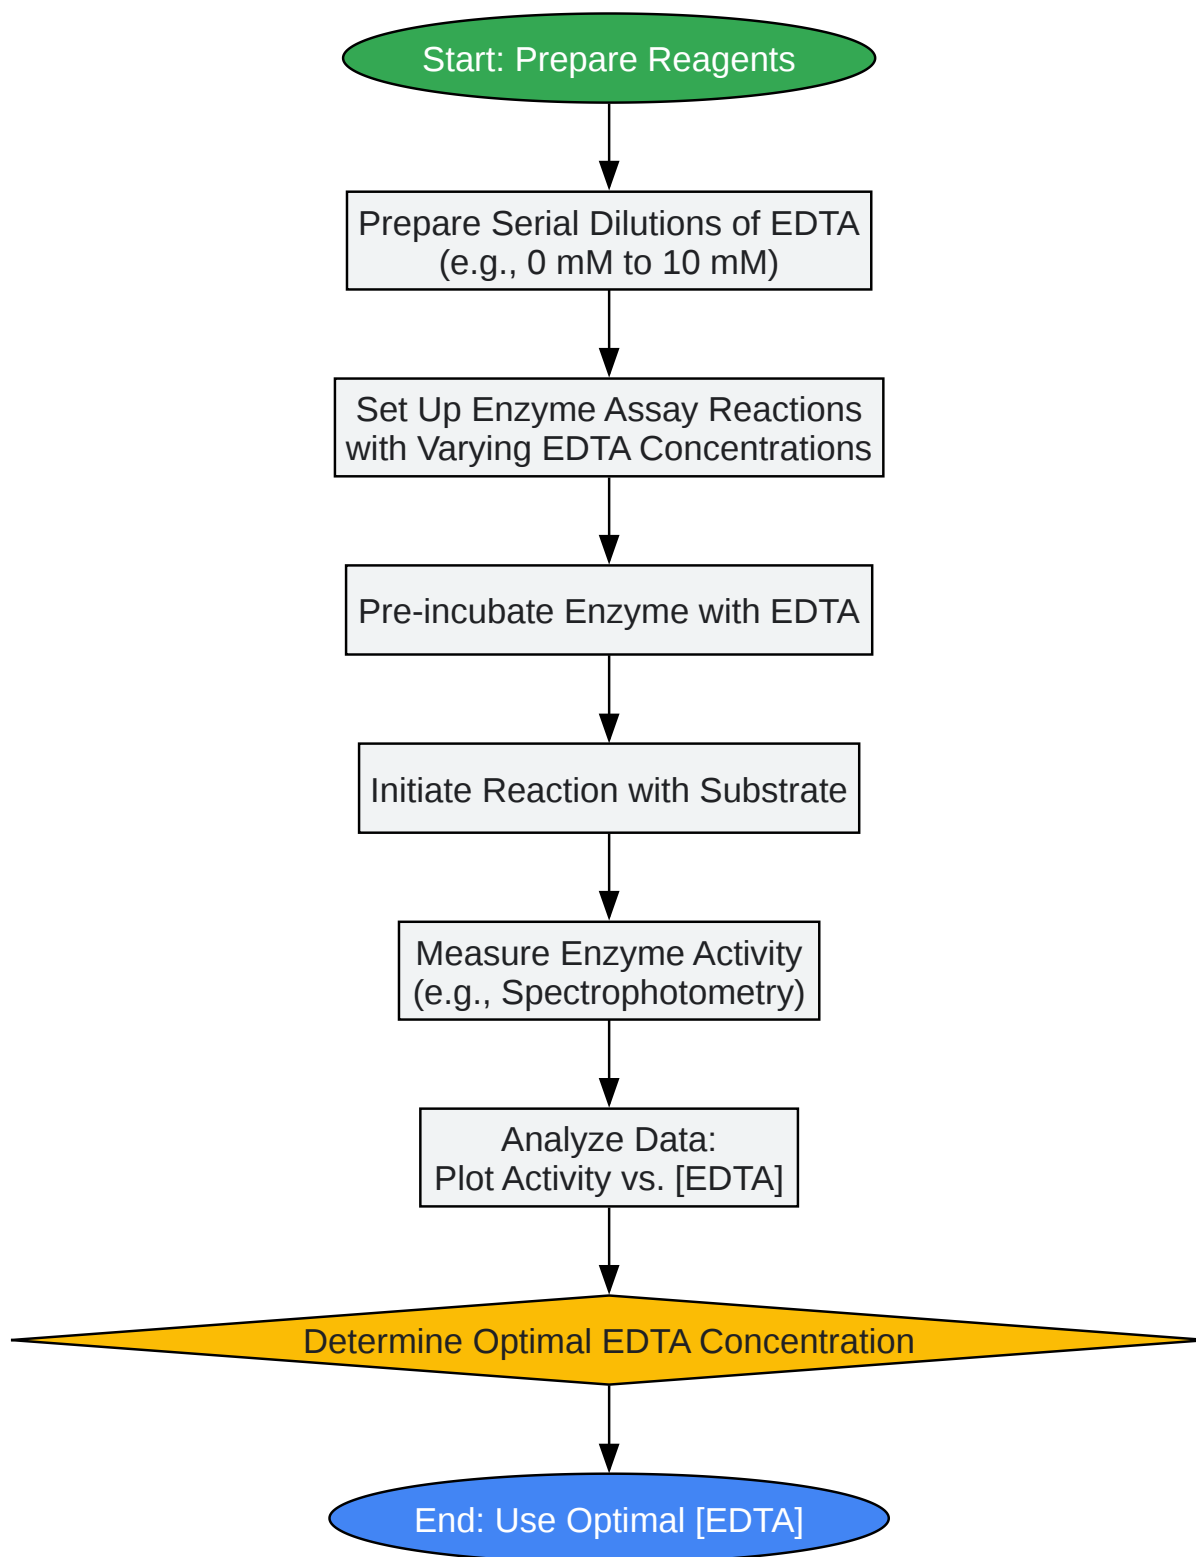 Start: Prepare Reagents
Prepare Serial Dilutions of EDTA
(e.g., 0 mM to 10 mM)
Set Up Enzyme Assay Reactions
with Varying EDTA Concentrations
Pre-incubate Enzyme with EDTA
Initiate Reaction with Substrate
Measure Enzyme Activity
(e.g., Spectrophotometry)
Analyze Data:
Plot Activity vs. [EDTA]
Determine Optimal EDTA Concentration
End: Use Optimal [EDTA]